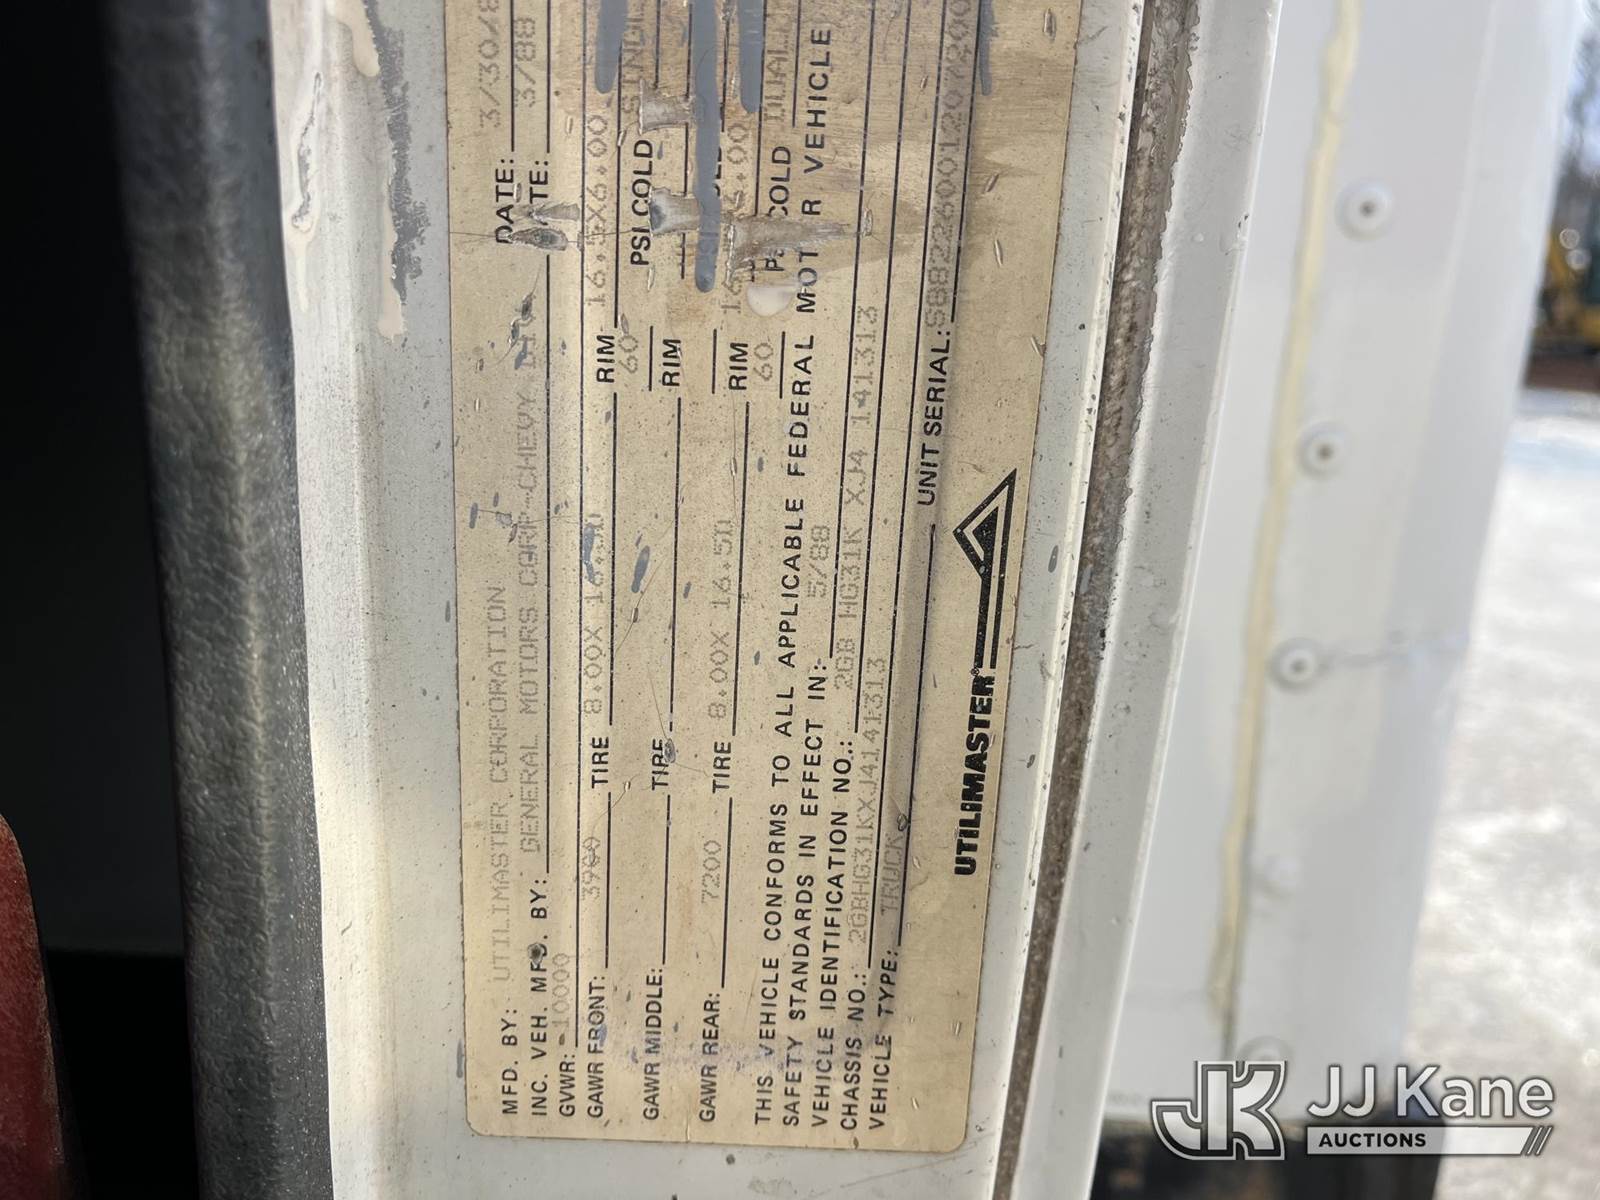 MFD. BY: UTILIMASTER CORPORATION DATE: 3/30/8
INC. VEH. MFD. BY: GENERAL MOTORS CORP-CHEVY 3/88
GVWR: 10000
GAWR FRONT: 3900 TIRE 8.00X 16.5D RIM 16.5X6.00
60 PSI COLD SINGL
GAWR MIDDLE: TIRE RIM
GAWR REAR: 7200 TIRE 8.00X 16.5D RIM
60 COLD DUAL
THIS VEHICLE CONFORMS TO ALL APPLICABLE FEDERAL MOTOR VEHICLE
SAFETY STANDARDS IN EFFECT IN: 5/88
VEHICLE IDENTIFICATION NO.: 2GB HG31K XJ4 141313
CHASSIS NO.: 2GBHG31KXJ4141313
VEHICLE TYPE: TRUCK UNIT SERIAL:
UTILIMASTER®
JK JJ Kane
AUCTIONS